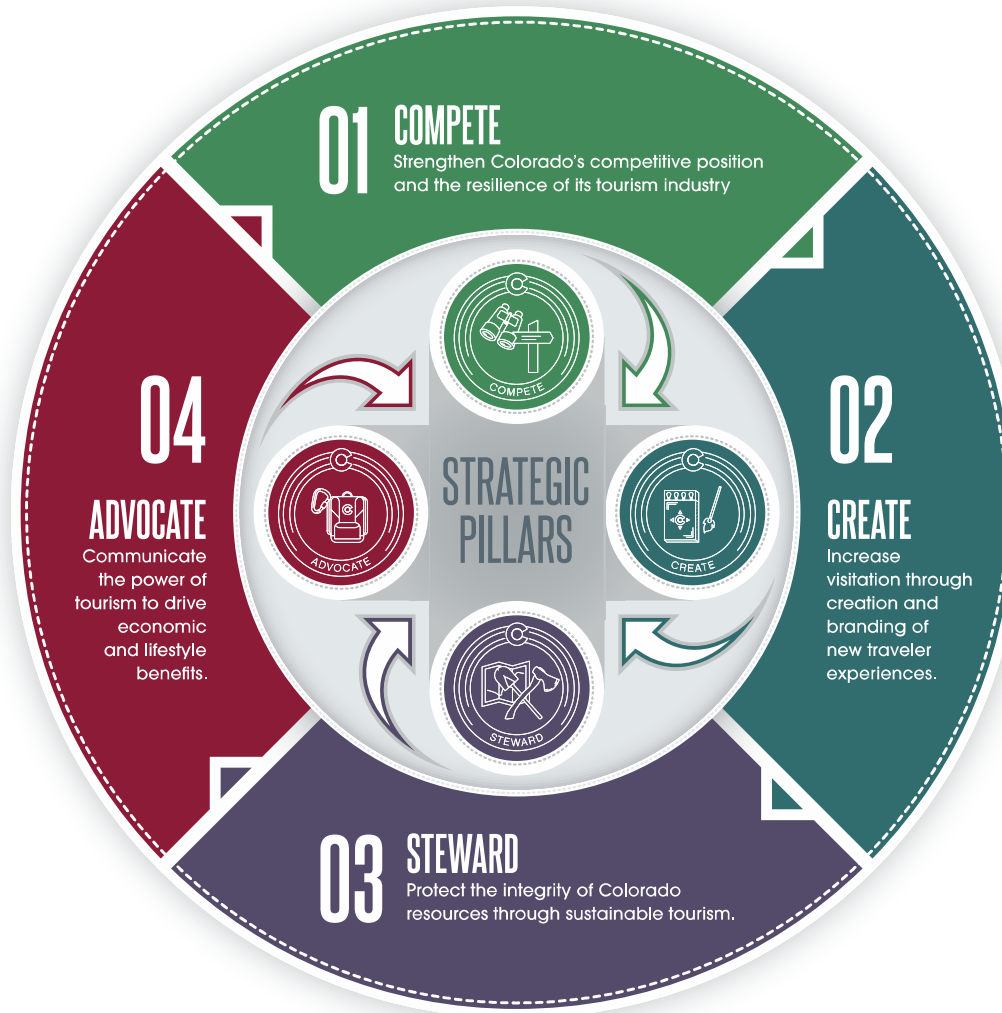 01
COMPETE
Strengthen Colorado's competitive position
and the resilience of its tourism industry
02
CREATE
Increase
visitation through
creation and
branding of
new traveler
experiences.
03
STEWARD
Protect the integrity of Colorado
resources through sustainable tourism.
04
ADVOCATE
Communicate
the power of
tourism to drive
economic
and lifestyle
benefits.
STRATEGIC
PILLARS
C
COMPETE
C
CREATE
C
STEWARD
C
ADVOCATE